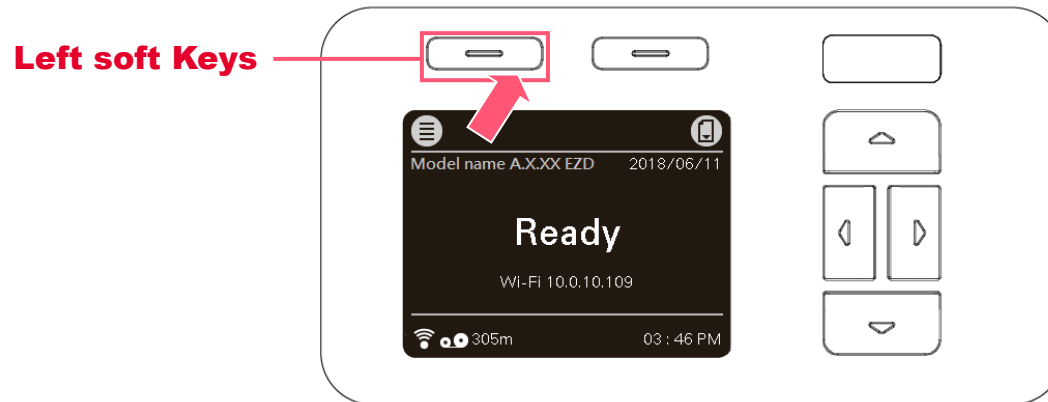 Left soft Keys
Model name A.X.XX EZD 2018/06/11
Ready
Wi-Fi 10.0.10.109
305m 03 : 46 PM